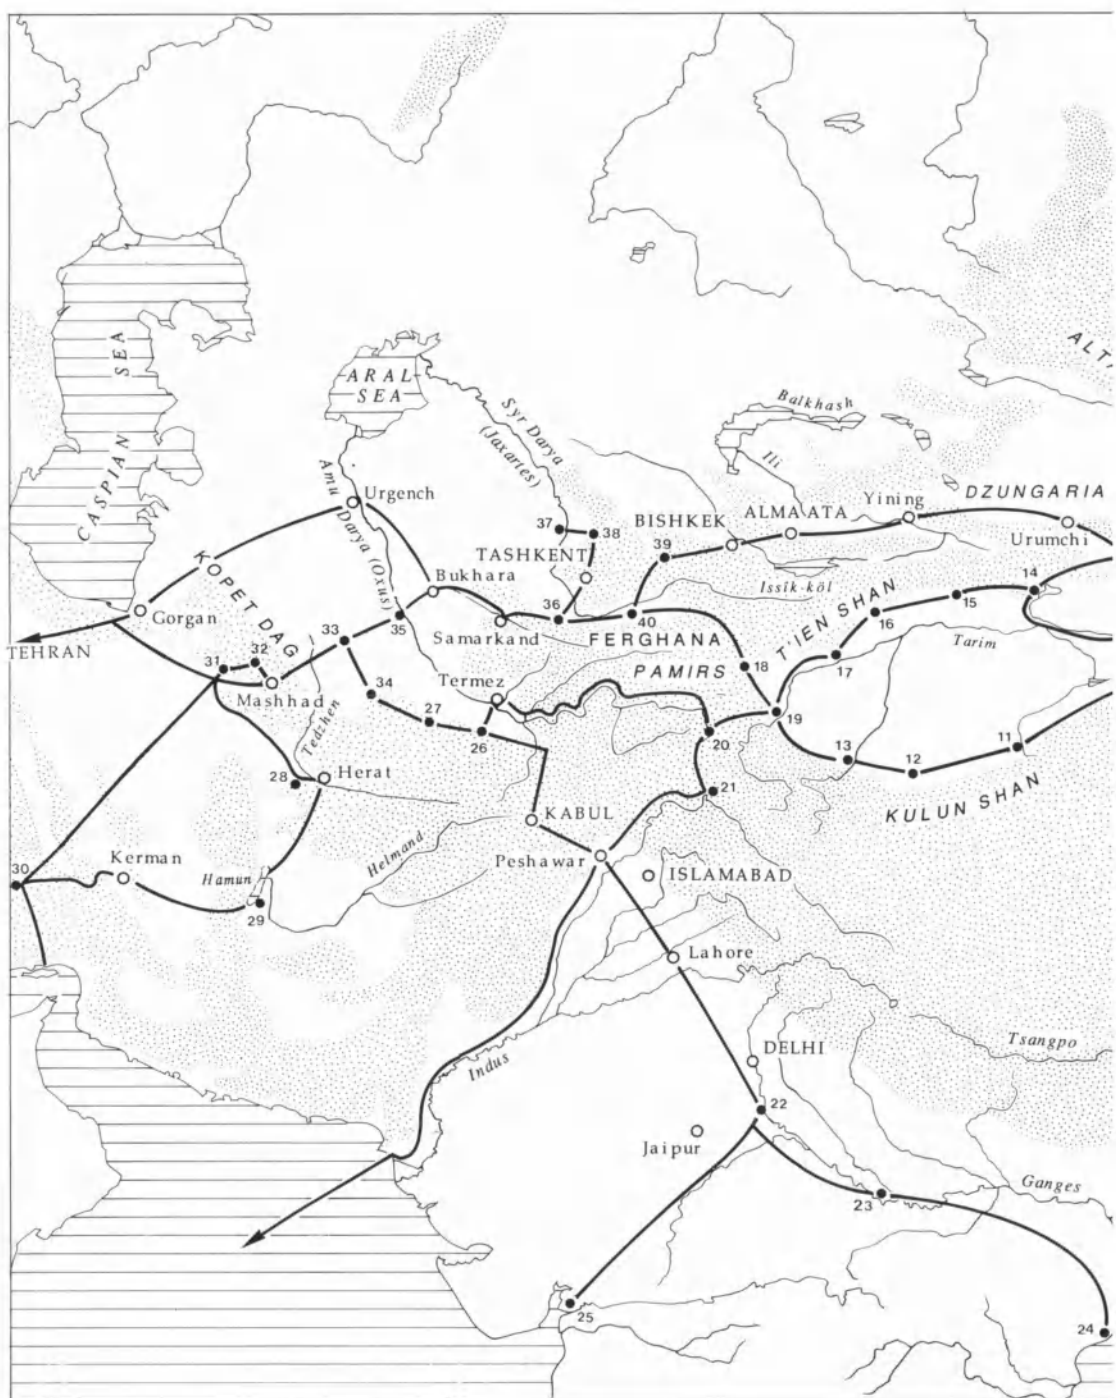 ALT
CASPIAN SEA
ARAL
SEA
Syr Darya
(Jaxartes)
Balkhash
Ili
Amu
Darya (Oxus)
Urgench
37
38
TASHKENT
BISHKEK
39
ALMA-ATA
Yining
DZUNGARIA
Urumchi
KOPET DAG
Gorgan
TEHRAN
Bukhara
35
36
Samarkand
40
FERGHANA
Issîk-köl
T'IEN SHAN
14
15
16
17
Tarim
33
31
32
Mashhad
34
Tedzhen
Termez
PAMIRS
18
19
27
26
20
13
12
11
KULUN SHAN
28
Herat
21
KABUL
Helmand
Peshawar
ISLAMABAD
30
Kerman
Hamun
29
Lahore
Indus
DELHI
Tsangpo
22
Jaipur
23
Ganges
25
24